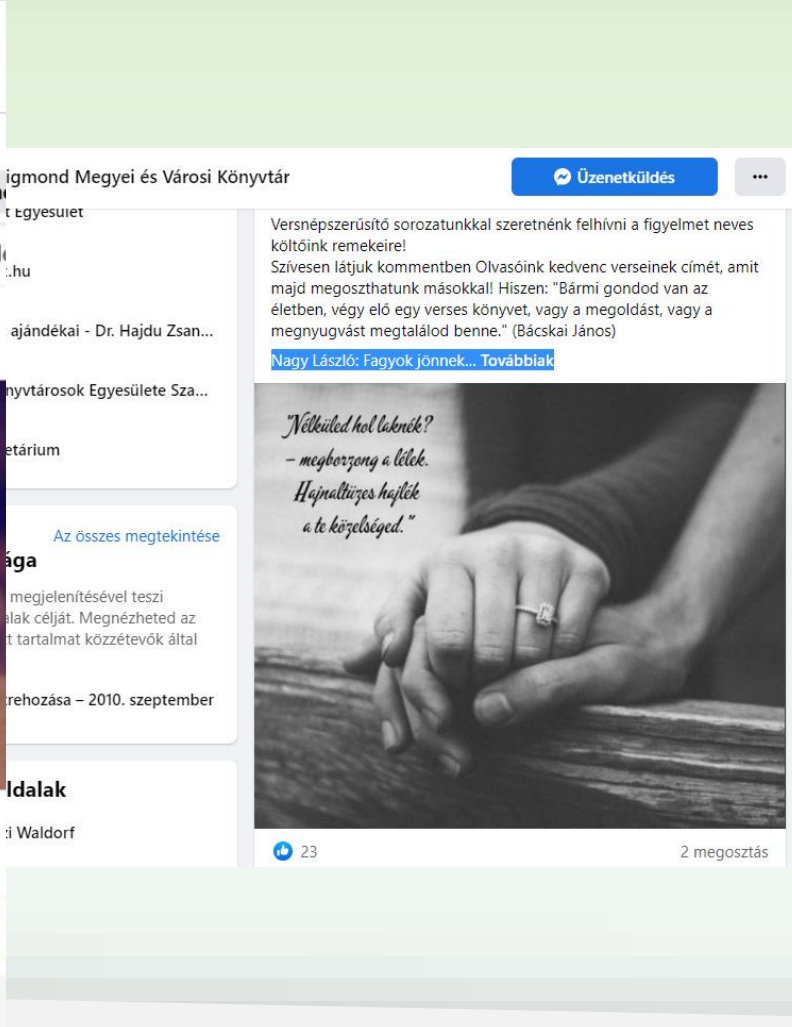 igmond Megyei és Városi Könyvtár
Üzenetküldés
t Egyesület
t.hu
ajándékai - Dr. Hajdu Zsan...
nyvtárosok Egyesülete Sza...
etárium
Az összes megtekintése
ága
megjelenítésével teszi
alak célját. Megnézheted az
tt tartalmat közzétevők által
trehozása – 2010. szeptember
ldalak
zi Waldorf
Versnépszerűsítő sorozatunkkal szeretnénk felhívni a figyelmet neves
költőink remekeire!
Szívesen látjuk kommentben Olvasóink kedvenc verseinek címét, amit
majd megoszthatunk másokkal! Hiszen: "Bármi gondod van az
életben, végy elő egy verses könyvet, vagy a megoldást, vagy a
megnyugvást megtalálod benne." (Bácskai János)
Nagy László: Fagyok jönnek... Továbbiak
"Nélküled hol laknék?
– megborzong a lélek.
Hajnaltüzes hajlék
a te közelséged."
23
2 megosztás